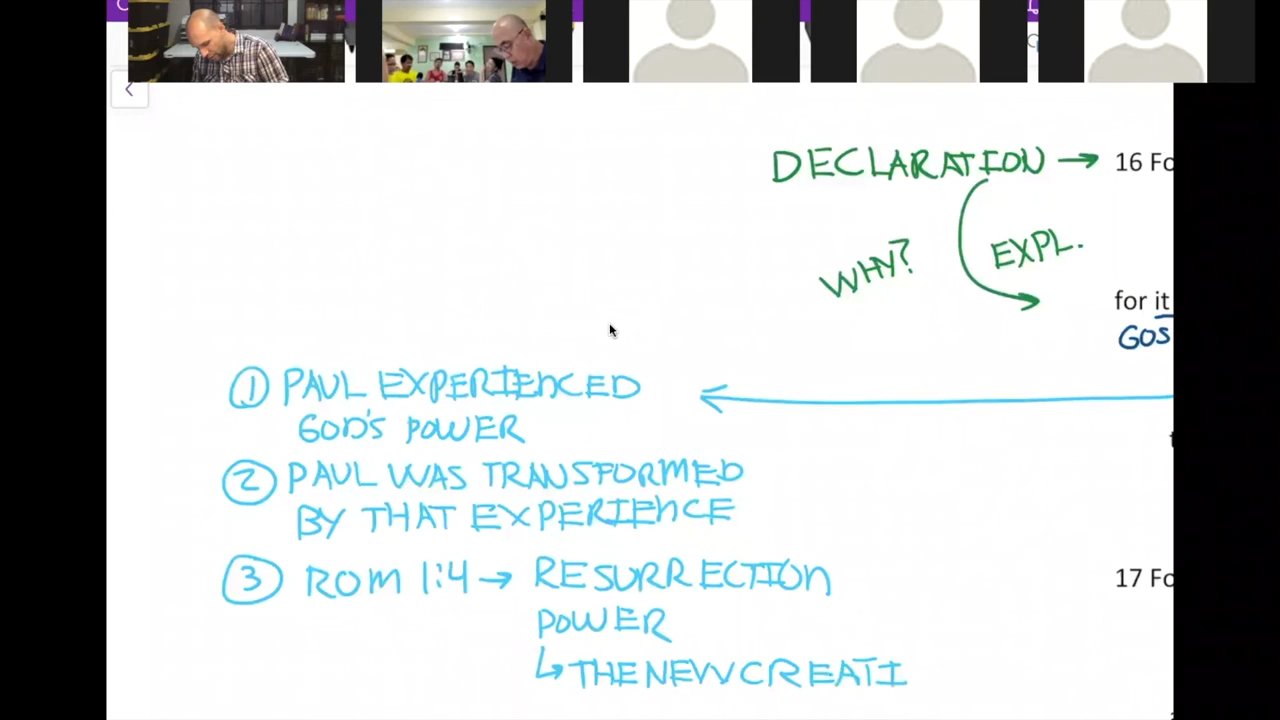 DECLARATION → 16 Fo
WHY?
EXPL.
for it
GOS
① PAUL EXPERIENCED
GOD'S POWER
② PAUL WAS TRANSFORMED
BY THAT EXPERIENCE
③ ROM 1:4 → RESURRECTION
17 Fo
POWER
↳ THE NEW CREATI